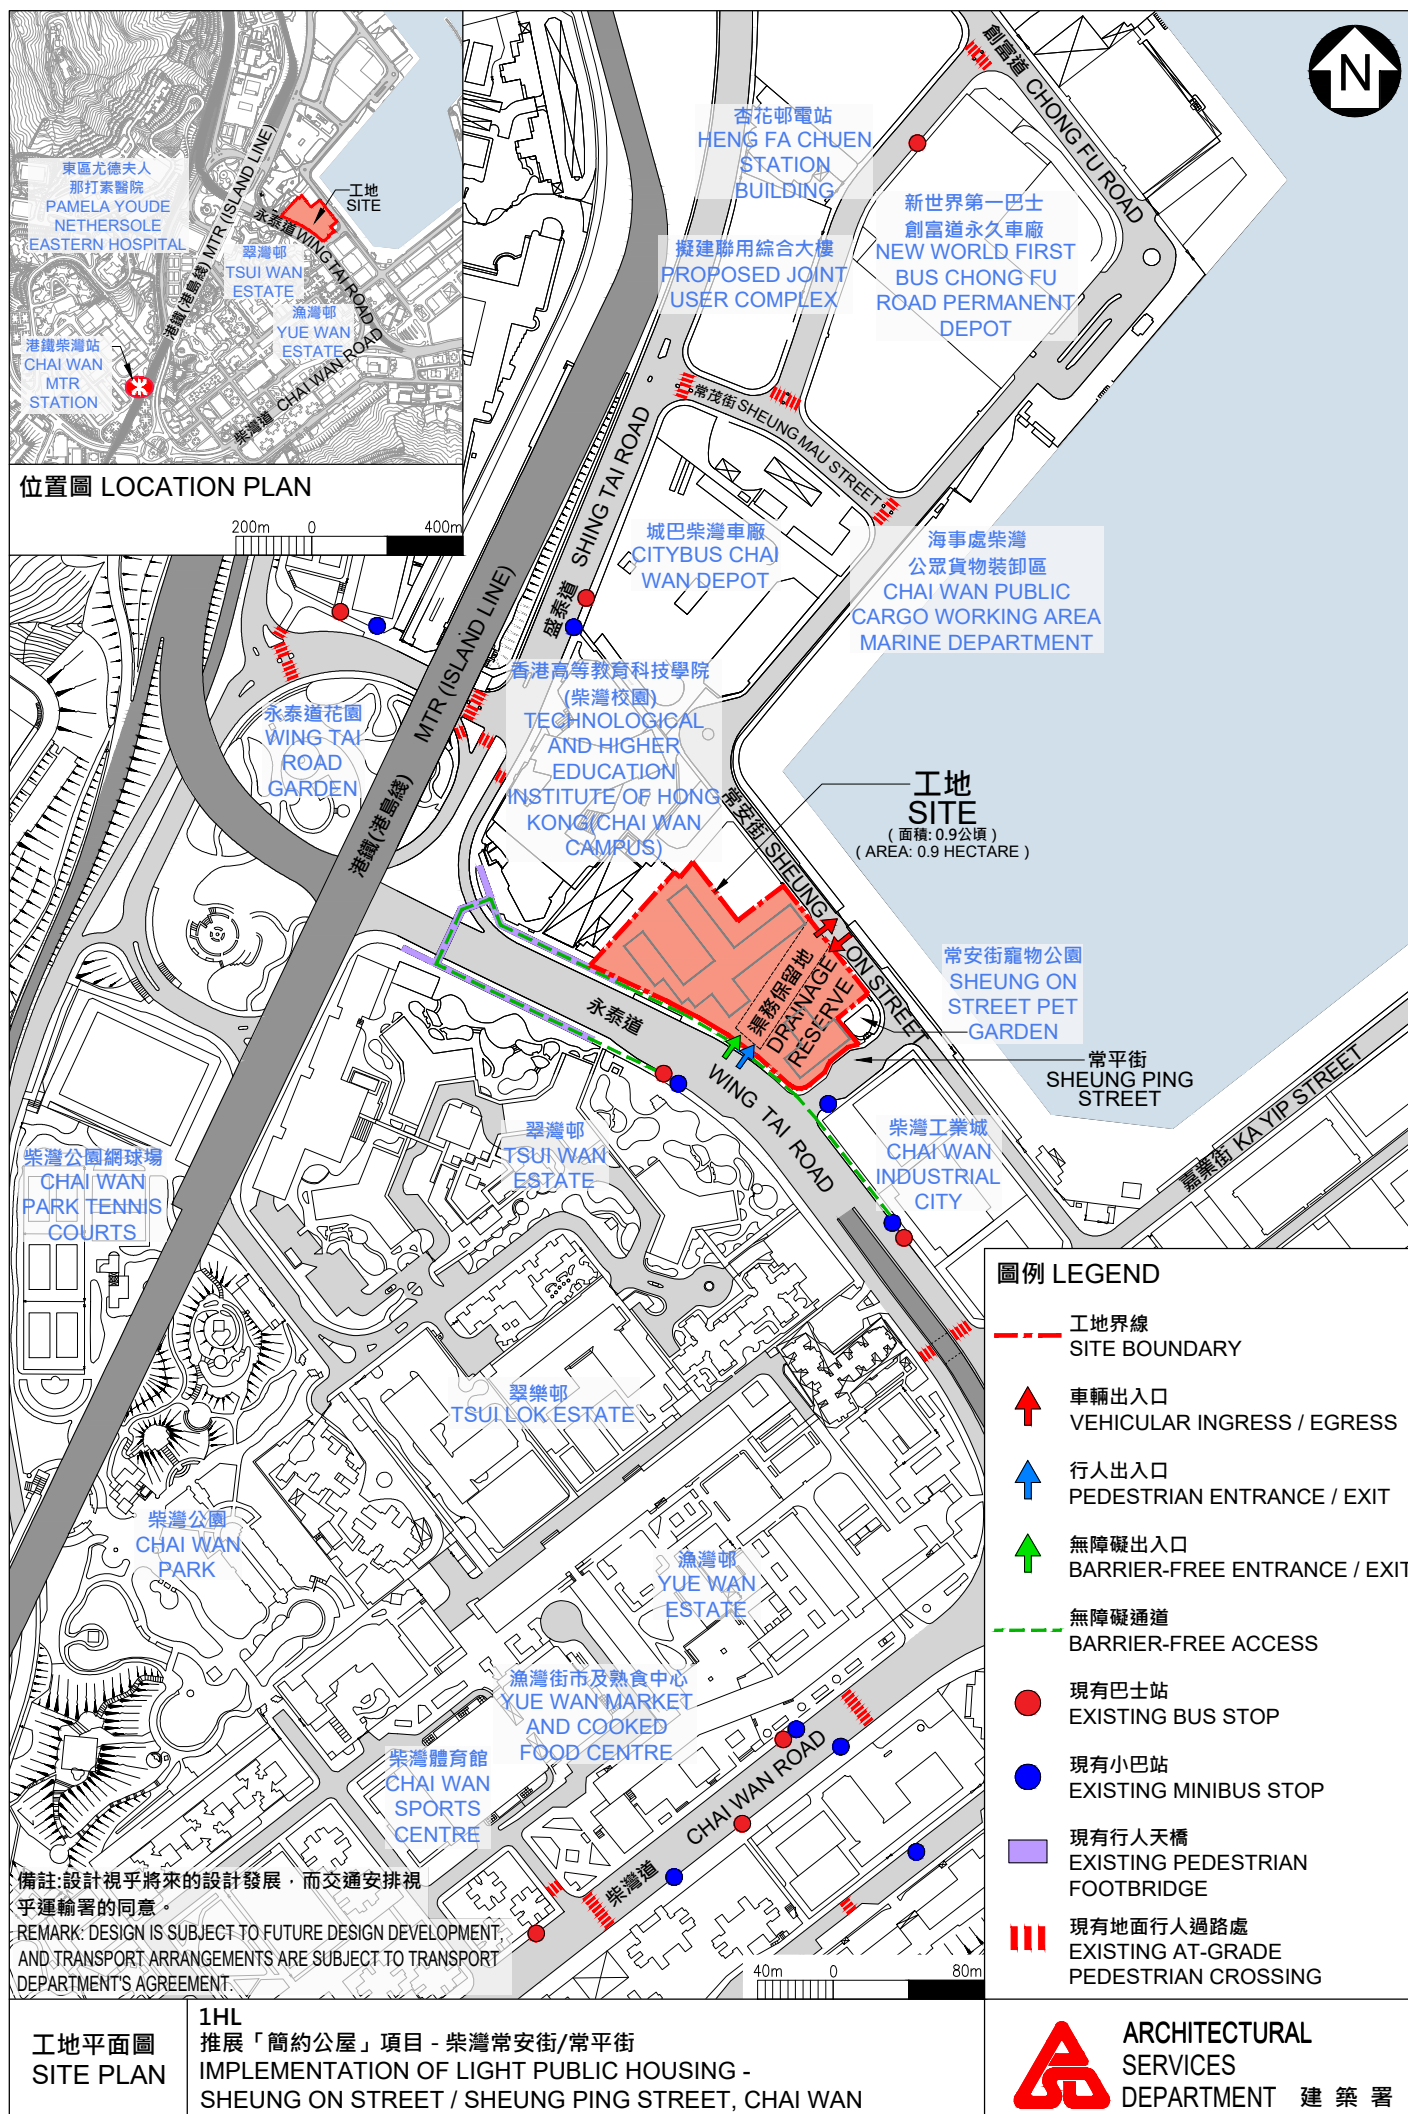 東區尤德夫人
那打素醫院
PAMELA YOUDE
NETHERSOLE
EASTERN HOSPITAL
港鐵(港島綫) MTR (ISLAND LINE)
工地
SITE
永泰道 WING TAI ROAD
翠灣邨
TSUI WAN
ESTATE
漁灣邨
YUE WAN
ESTATE
港鐵柴灣站
CHAI WAN
MTR
STATION
柴灣道 CHAI WAN ROAD
位置圖 LOCATION PLAN
200m 0 400m
N
創富道 CHONG FU ROAD
杏花邨電站
HENG FA CHUEN
STATION
BUILDING
新世界第一巴士
創富道永久車廠
NEW WORLD FIRST
BUS CHONG FU
ROAD PERMANENT
DEPOT
擬建聯用綜合大樓
PROPOSED JOINT
USER COMPLEX
常茂街 SHEUNG MAU STREET
盛泰道 SHING TAI ROAD
城巴柴灣車廠
CITYBUS CHAI
WAN DEPOT
海事處柴灣
公眾貨物裝卸區
CHAI WAN PUBLIC
CARGO WORKING AREA
MARINE DEPARTMENT
港鐵(港島綫) MTR (ISLAND LINE)
香港高等教育科技學院
(柴灣校園)
TECHNOLOGICAL
AND HIGHER
EDUCATION
INSTITUTE OF HONG
KONG(CHAI WAN
CAMPUS)
永泰道花園
WING TAI
ROAD
GARDEN
工地
SITE
( 面積: 0.9公頃 )
( AREA: 0.9 HECTARE )
常安街 SHEUNG ON STREET
渠務保留地
DRAINAGE
RESERVE
常安街寵物公園
SHEUNG ON
STREET PET
GARDEN
常平街
SHEUNG PING
STREET
永泰道 WING TAI ROAD
嘉業街 KA YIP STREET
柴灣工業城
CHAI WAN
INDUSTRIAL
CITY
翠灣邨
TSUI WAN
ESTATE
柴灣公園網球場
CHAI WAN
PARK TENNIS
COURTS
翠樂邨
TSUI LOK ESTATE
柴灣公園
CHAI WAN
PARK
漁灣邨
YUE WAN
ESTATE
漁灣街市及熟食中心
YUE WAN MARKET
AND COOKED
FOOD CENTRE
柴灣體育館
CHAI WAN
SPORTS
CENTRE
柴灣道 CHAI WAN ROAD
圖例 LEGEND
工地界線
SITE BOUNDARY
車輛出入口
VEHICULAR INGRESS / EGRESS
行人出入口
PEDESTRIAN ENTRANCE / EXIT
無障礙出入口
BARRIER-FREE ENTRANCE / EXIT
無障礙通道
BARRIER-FREE ACCESS
現有巴士站
EXISTING BUS STOP
現有小巴站
EXISTING MINIBUS STOP
現有行人天橋
EXISTING PEDESTRIAN
FOOTBRIDGE
現有地面行人過路處
EXISTING AT-GRADE
PEDESTRIAN CROSSING
備註:設計視乎將來的設計發展，而交通安排視
乎運輸署的同意。
REMARK: DESIGN IS SUBJECT TO FUTURE DESIGN DEVELOPMENT,
AND TRANSPORT ARRANGEMENTS ARE SUBJECT TO TRANSPORT
DEPARTMENT'S AGREEMENT.
40m 0 80m
工地平面圖
SITE PLAN
1HL
推展「簡約公屋」項目 - 柴灣常安街/常平街
IMPLEMENTATION OF LIGHT PUBLIC HOUSING -
SHEUNG ON STREET / SHEUNG PING STREET, CHAI WAN
ARCHITECTURAL
SERVICES
DEPARTMENT 建 築 署